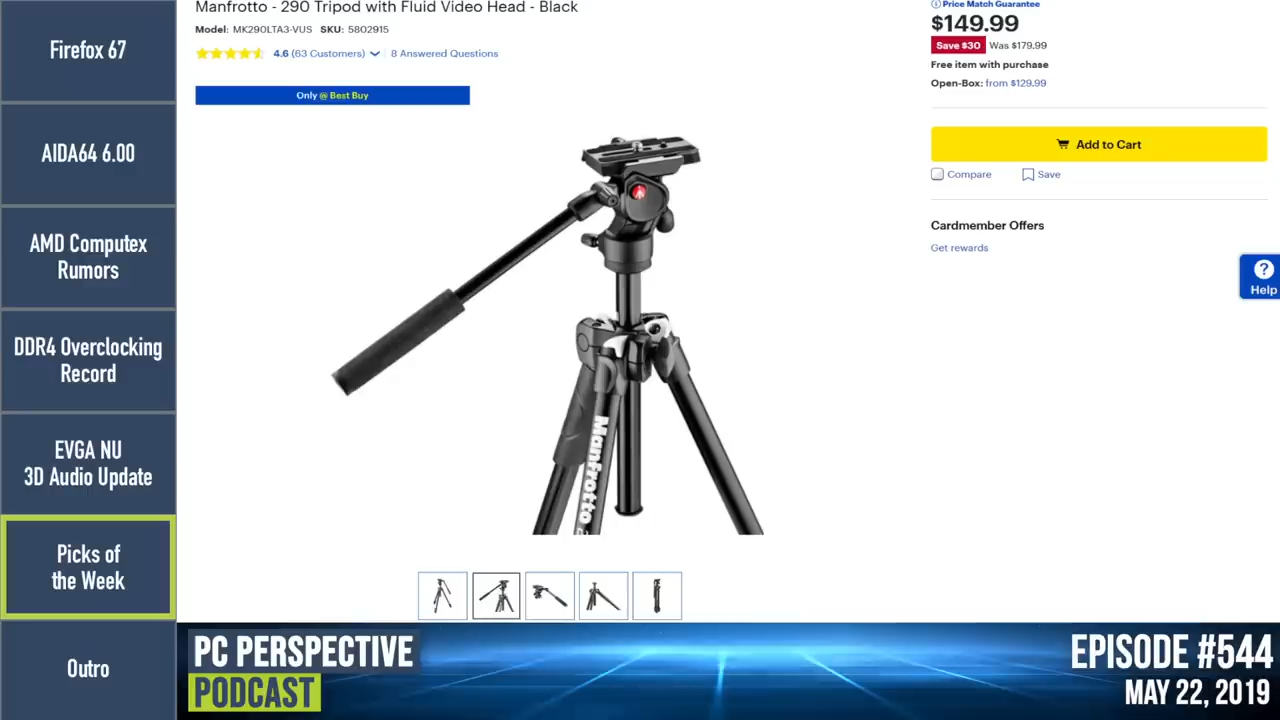 Firefox 67
AIDA64 6.00
AMD Computex
Rumors
DDR4 Overclocking
Record
EVGA NU
3D Audio Update
Picks of
the Week
Outro
Manfrotto - 290 Tripod with Fluid Video Head - Black
Model: MK290LTA3-VUS SKU: 5802915
4.6 (63 Customers) 8 Answered Questions
Only @ Best Buy
Manfrotto
Price Match Guarantee
$149.99
Save $30 Was $179.99
Free item with purchase
Open-Box: from $129.99
Add to Cart
Compare Save
Cardmember Offers
Get rewards
?
Help
PC PERSPECTIVE
PODCAST
EPISODE #544
MAY 22, 2019